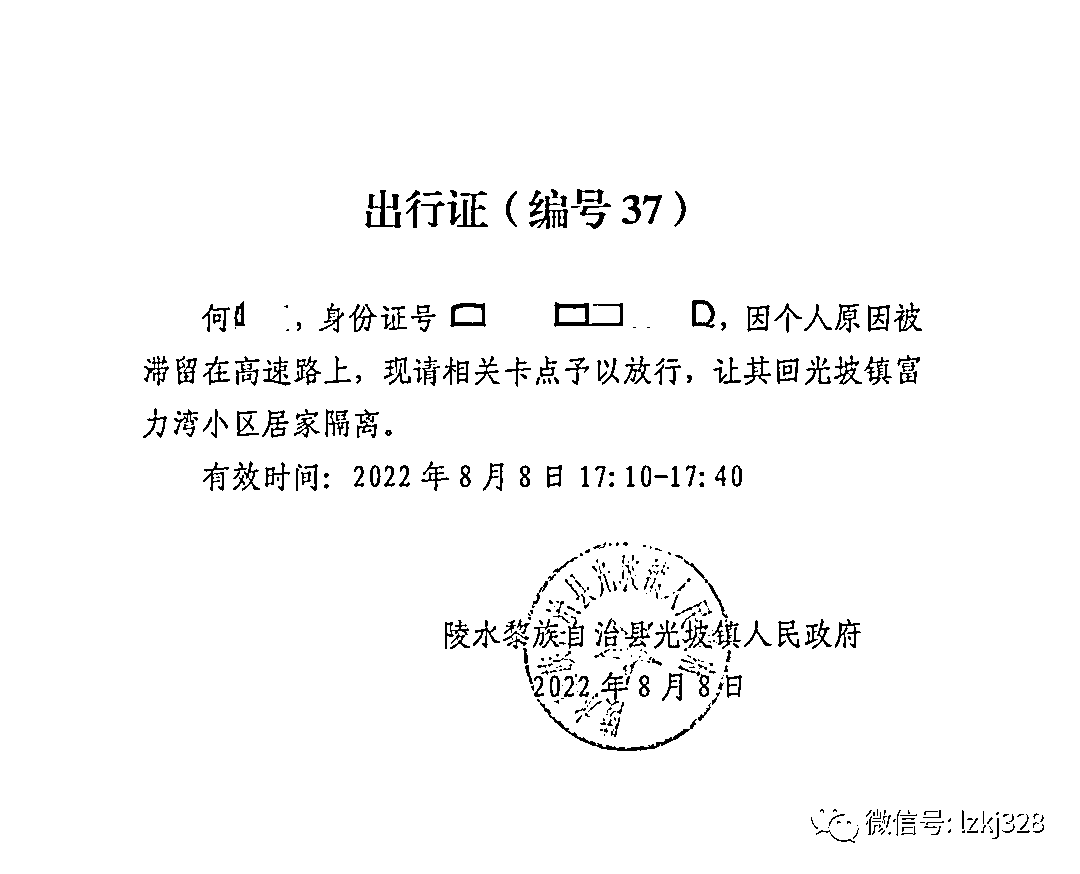 出行证（编号 37）
何 ，身份证号 ，因个人原因被
滞留在高速路上，现请相关卡点予以放行，让其回光坡镇富
力湾小区居家隔离。
有效时间：2022 年 8 月 8 日 17:10-17:40
陵水黎族自治县光坡镇人民政府
2022 年 8 月 8 日
微信号: lzkj328